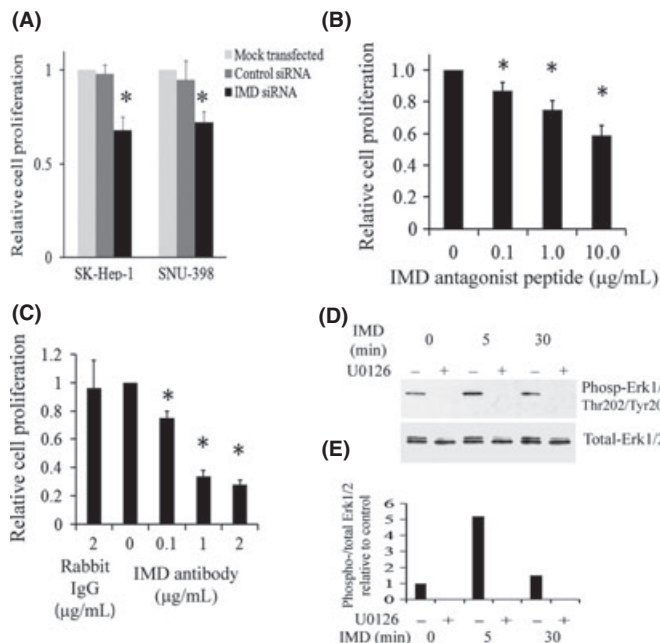 (A)
Mock transfected
Control siRNA
IMD siRNA
Relative cell proliferation
1
0.5
0
* *
SK-Hep-1 SNU-398
(B)
Relative cell proliferation
1.0
0.8
0.6
0.4
0.2
0
* * *
0 0.1 1.0 10.0
IMD antagonist peptide (µg/mL)
(C)
Relative cell proliferation
1.2
1
0.8
0.6
0.4
0.2
0
* * *
2 0 0.1 1 2
Rabbit IMD antibody
IgG (µg/mL)
(µg/mL)
(D)
IMD 0 5 30
(min)
U0126 – + – + – +
Phosp-Erk1/
Thr202/Tyr20
Total-Erk1/2
(E)
Phospho-/total Erk1/2
relative to control
6
5
4
3
2
1
0
U0126 – + – + – +
IMD (min) 0 5 30